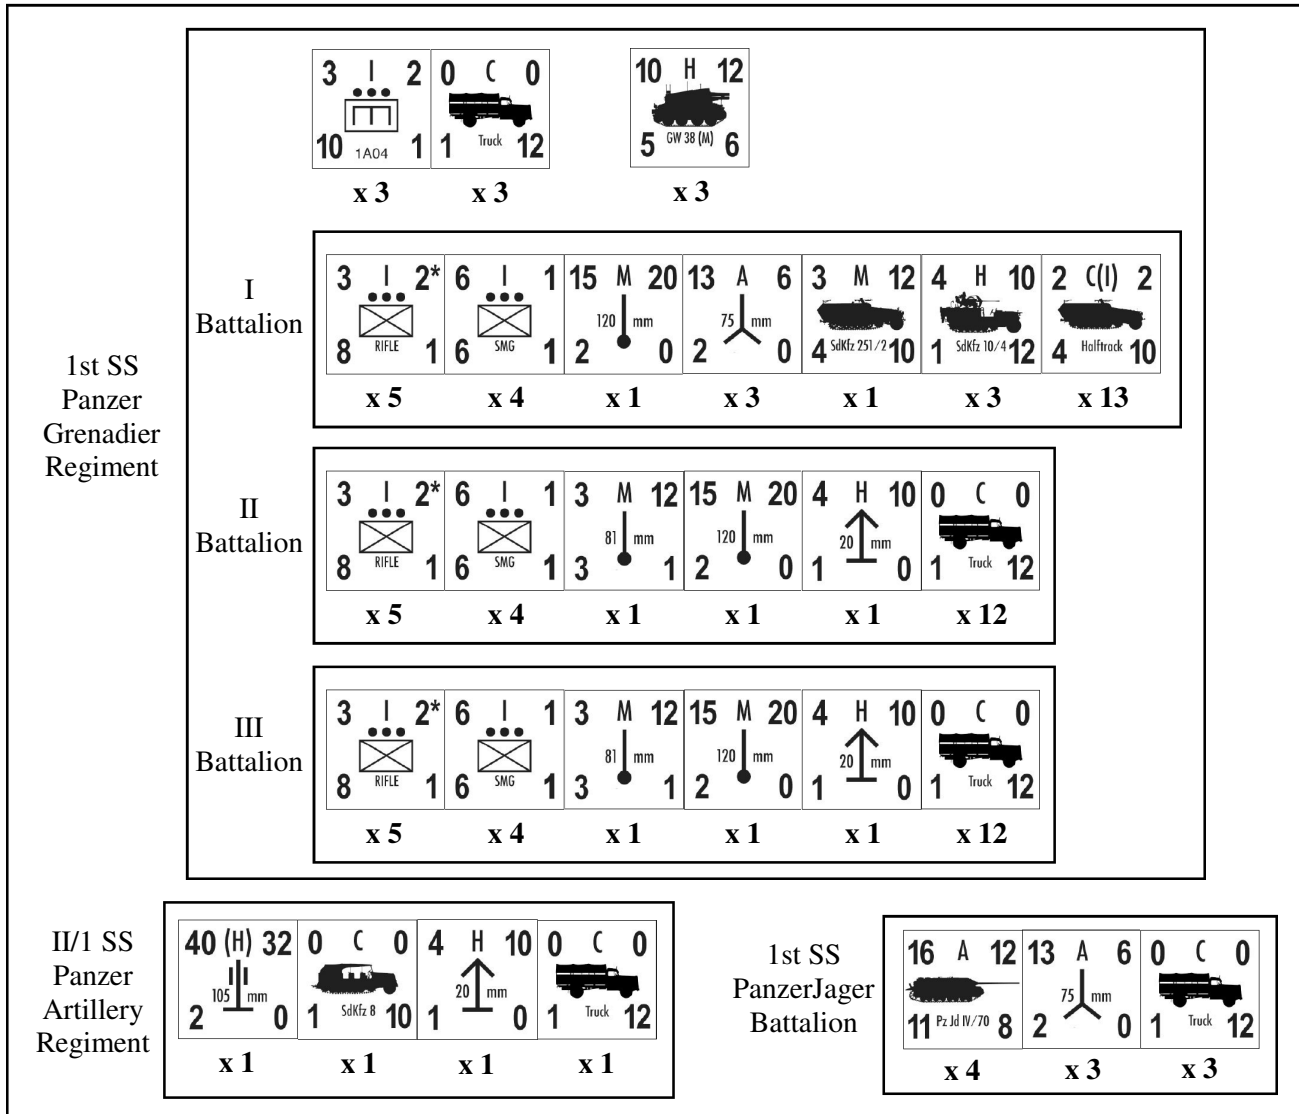 3 I 2 0 C 0 10 H 12
10 1A04 1 1 Truck 12 5 GW 38 (M) 6
x 3 x 3 x 3
1st SS
Panzer
Grenadier
Regiment
I
Battalion
3 I 2* 6 I 1 15 M 20 13 A 6 3 M 12 4 H 10 2 C(I) 2
120 mm 75 mm
8 RIFLE 1 6 SMG 1 2 0 2 0 4 SdKfz 251/2 10 1 SdKfz 10/4 12 4 Halftrack 10
x 5 x 4 x 1 x 3 x 1 x 3 x 13
II
Battalion
3 I 2* 6 I 1 3 M 12 15 M 20 4 H 10 0 C 0
81 mm 120 mm 20 mm
8 RIFLE 1 6 SMG 1 3 1 2 0 1 0 1 Truck 12
x 5 x 4 x 1 x 1 x 1 x 12
III
Battalion
3 I 2* 6 I 1 3 M 12 15 M 20 4 H 10 0 C 0
81 mm 120 mm 20 mm
8 RIFLE 1 6 SMG 1 3 1 2 0 1 0 1 Truck 12
x 5 x 4 x 1 x 1 x 1 x 12
II/1 SS
Panzer
Artillery
Regiment
40 (H) 32 0 C 0 4 H 10 0 C 0
105 mm 20 mm
2 0 1 SdKfz 8 10 1 0 1 Truck 12
x 1 x 1 x 1 x 1
1st SS
PanzerJager
Battalion
16 A 12 13 A 6 0 C 0
75 mm
11 Pz Jd IV/70 8 2 0 1 Truck 12
x 4 x 3 x 3